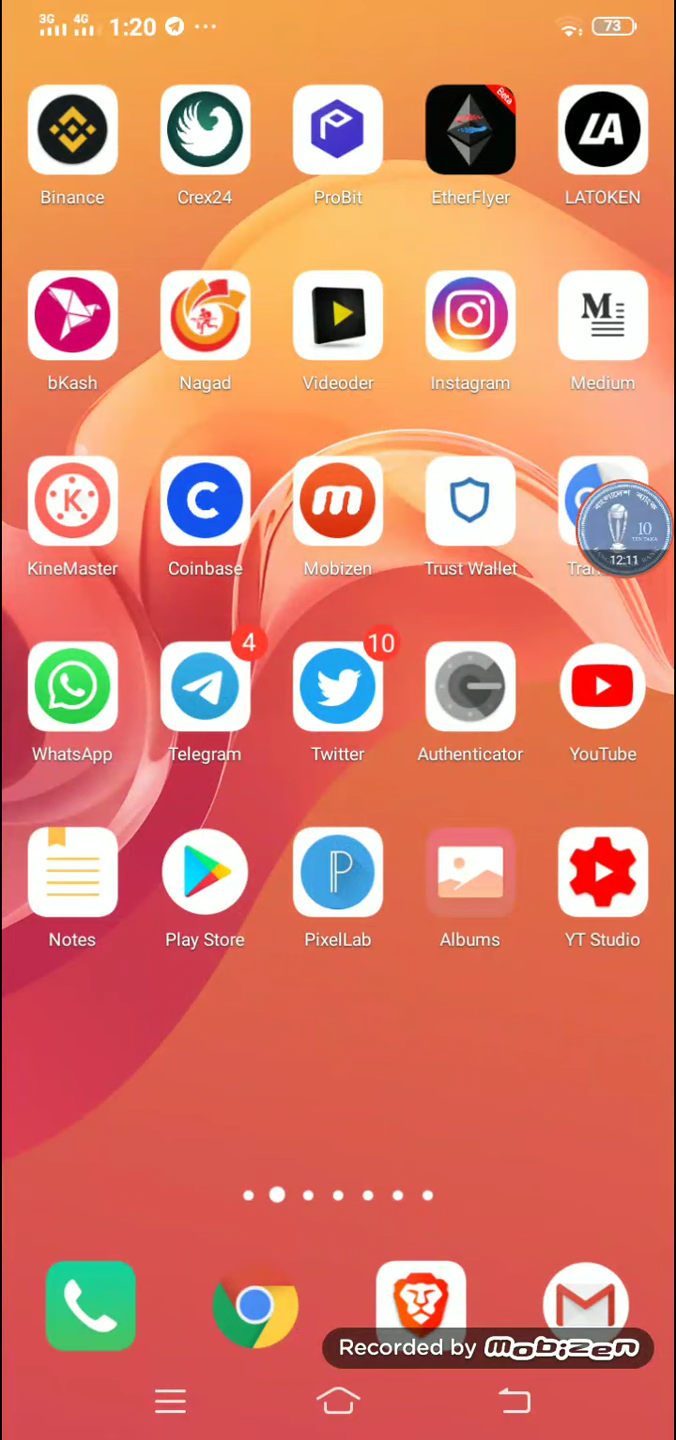 3G 4G 1:20 73
Beta
LA
Binance Crex24 ProBit EtherFlyer LATOKEN
M
bKash Nagad Videoder Instagram Medium
K C m
10
12:11
KineMaster Coinbase Mobizen Trust Wallet Tran
4 10
WhatsApp Telegram Twitter Authenticator YouTube
P
Notes Play Store PixelLab Albums YT Studio
Recorded by mobizen